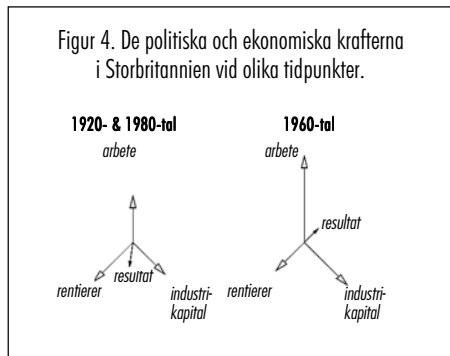 Figur 4. De politiska och ekonomiska krafterna
i Storbritannien vid olika tidpunkter.
1920- & 1980-tal
arbete
rentierer
resultat
industri-
kapital
1960-tal
arbete
resultat
rentierer
industri-
kapital